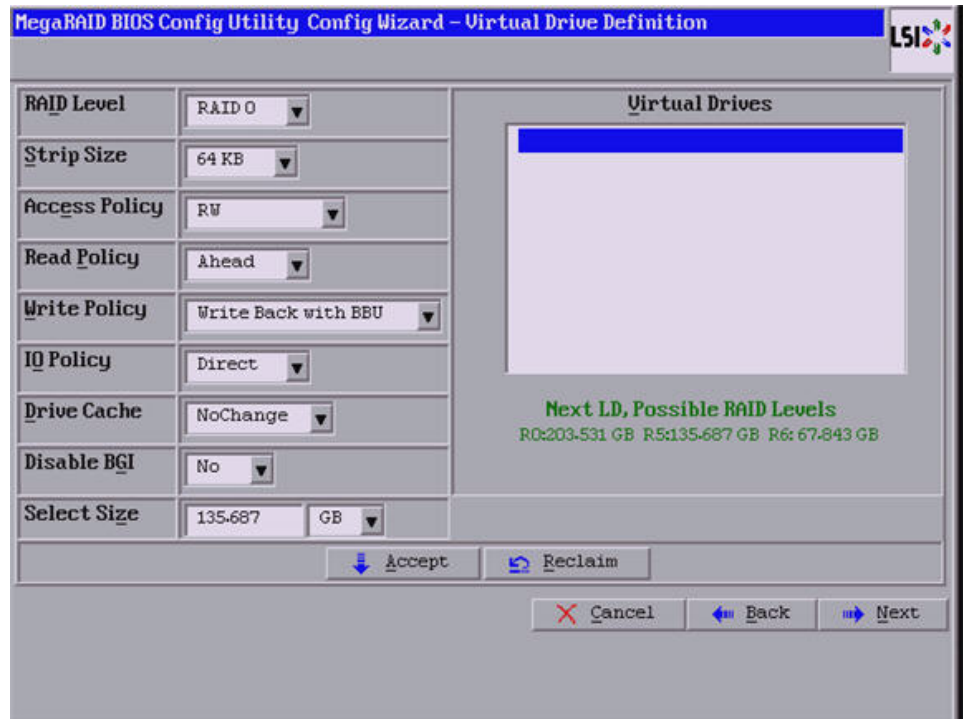 MegaRAID BIOS Config Utility Config Wizard – Virtual Drive Definition
LSI
RAID Level
RAID 0
Strip Size
64 KB
Access Policy
RW
Read Policy
Ahead
Write Policy
Write Back with BBU
IO Policy
Direct
Drive Cache
NoChange
Disable BGI
No
Select Size
135.687
GB
Virtual Drives
Next LD, Possible RAID Levels
R0:203.531 GB R5:135.687 GB R6: 67.843 GB
Accept
Reclaim
Cancel
Back
Next